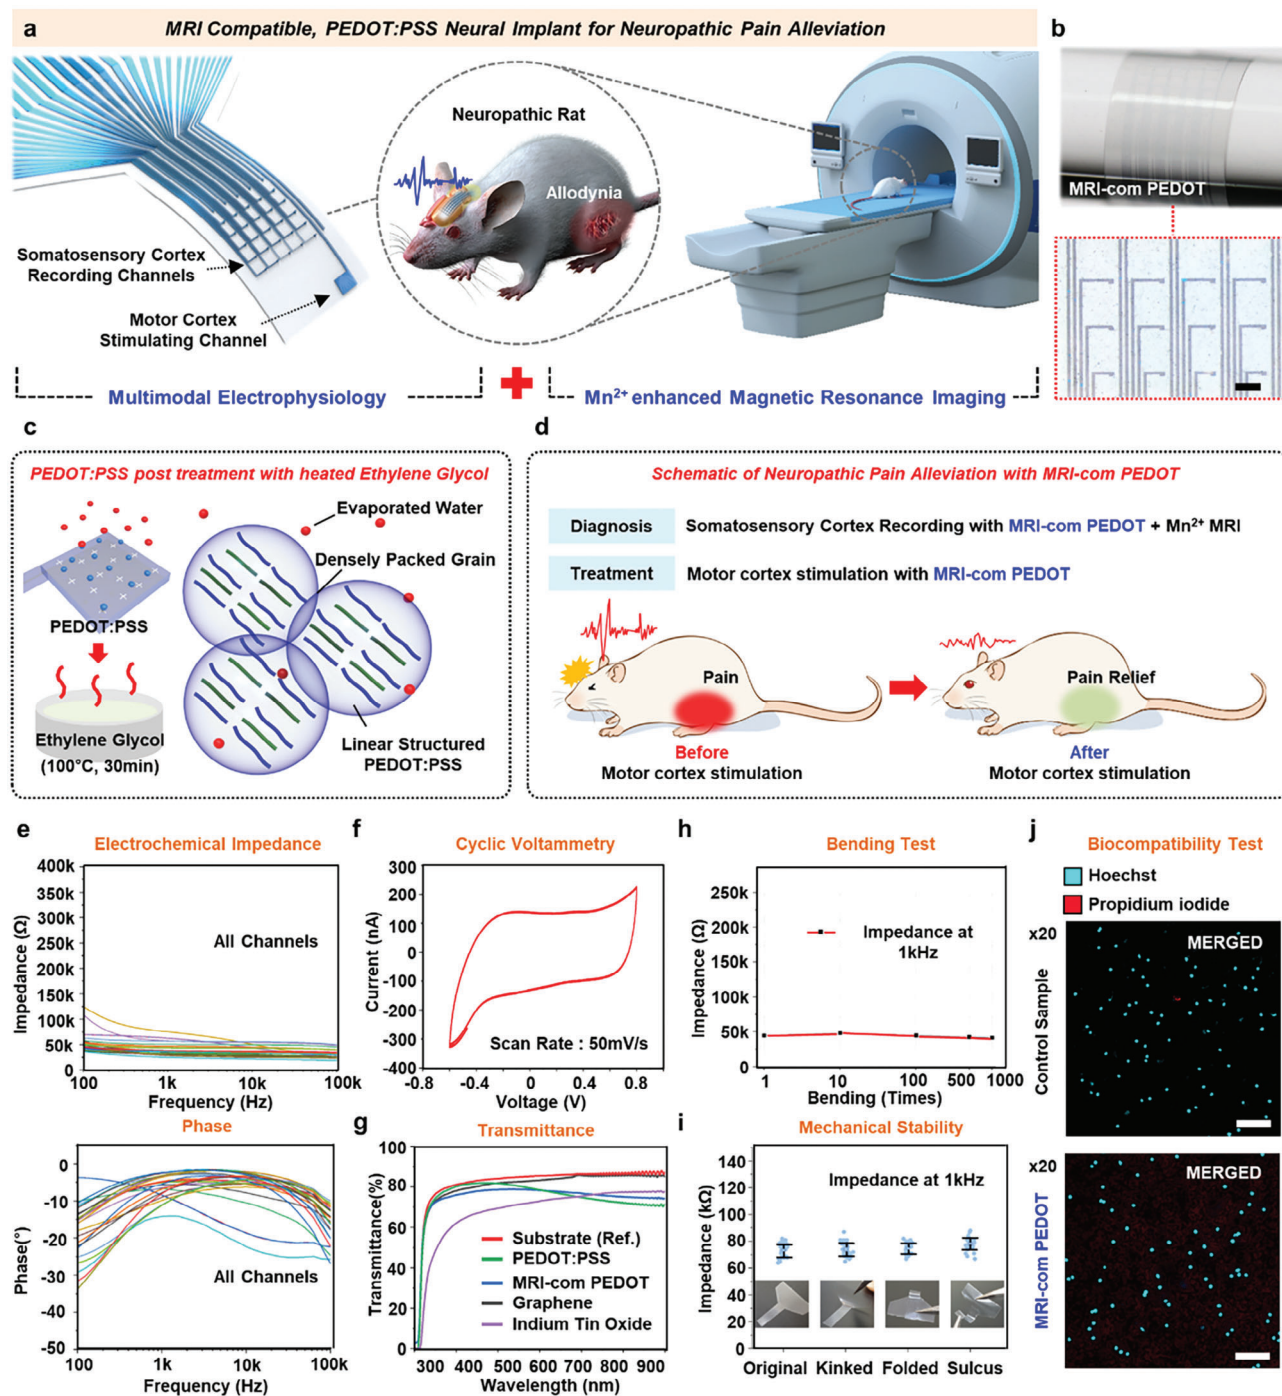 a
MRI Compatible, PEDOT:PSS Neural Implant for Neuropathic Pain Alleviation
Neuropathic Rat
Allodynia
Somatosensory Cortex
Recording Channels
Motor Cortex
Stimulating Channel
Multimodal Electrophysiology
Mn²⁺ enhanced Magnetic Resonance Imaging
b
MRI-com PEDOT
c
PEDOT:PSS post treatment with heated Ethylene Glycol
Evaporated Water
Densely Packed Grain
PEDOT:PSS
Ethylene Glycol
(100°C, 30min)
Linear Structured
PEDOT:PSS
d
Schematic of Neuropathic Pain Alleviation with MRI-com PEDOT
Diagnosis
Somatosensory Cortex Recording with MRI-com PEDOT + Mn²⁺ MRI
Treatment
Motor cortex stimulation with MRI-com PEDOT
Pain
Before
Motor cortex stimulation
Pain Relief
After
Motor cortex stimulation
e
Electrochemical Impedance
400k
350k
300k
250k
200k
150k
100k
50k
0
Impedance (Ω)
All Channels
100 1k 10k 100k
Frequency (Hz)
Phase
0
-10
-20
-30
-40
-50
Phase(°)
All Channels
100 1k 10k 100k
Frequency (Hz)
f
Cyclic Voltammetry
300
200
100
0
-100
-200
-300
-400
Current (nA)
Scan Rate : 50mV/s
-0.8 -0.4 0 0.4 0.8
Voltage (V)
g
Transmittance
100
80
60
40
20
0
Transmittance(%)
Substrate (Ref.)
PEDOT:PSS
MRI-com PEDOT
Graphene
Indium Tin Oxide
300 400 500 600 700 800 900
Wavelength (nm)
h
Bending Test
250k
200k
150k
100k
50k
0
Impedance (Ω)
Impedance at
1kHz
1 10 100 500 1000
Bending (Times)
i
Mechanical Stability
140
120
100
80
60
40
20
0
Impedance (kΩ)
Impedance at 1kHz
Original Kinked Folded Sulcus
j
Biocompatibility Test
Hoechst
Propidium iodide
x20
MERGED
Control Sample
x20
MERGED
MRI-com PEDOT